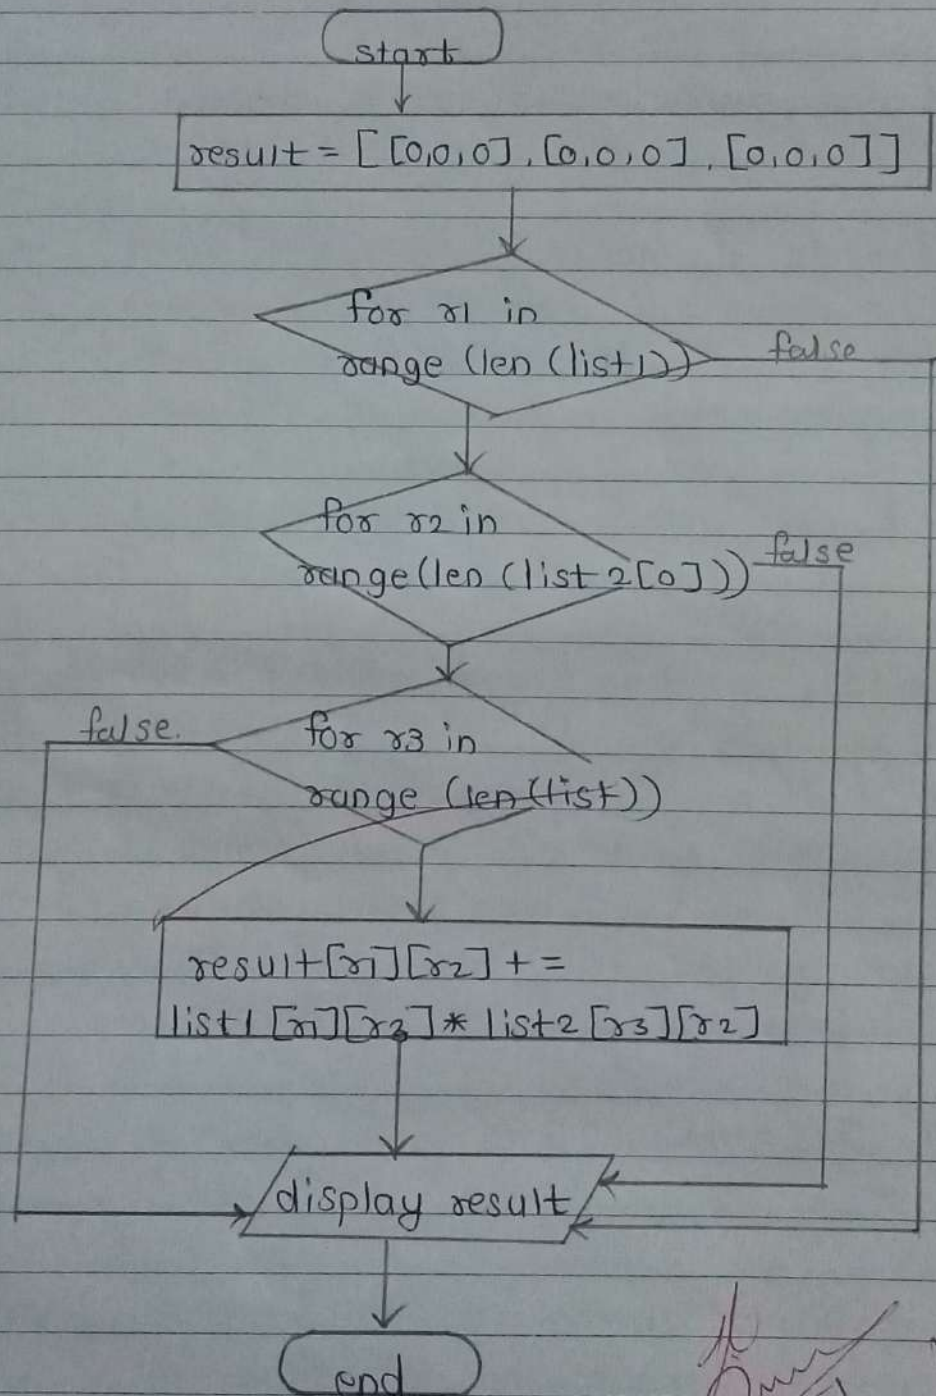 start
result = [[0,0,0], [0,0,0], [0,0,0]]
for r1 in
range (len (list1))
false
for r2 in
range(len (list2[0]))
false
false.
for r3 in
range (len(list))
result[r1][r2] + =
list1 [r1][r3] * list2 [r3][r2]
display result
end